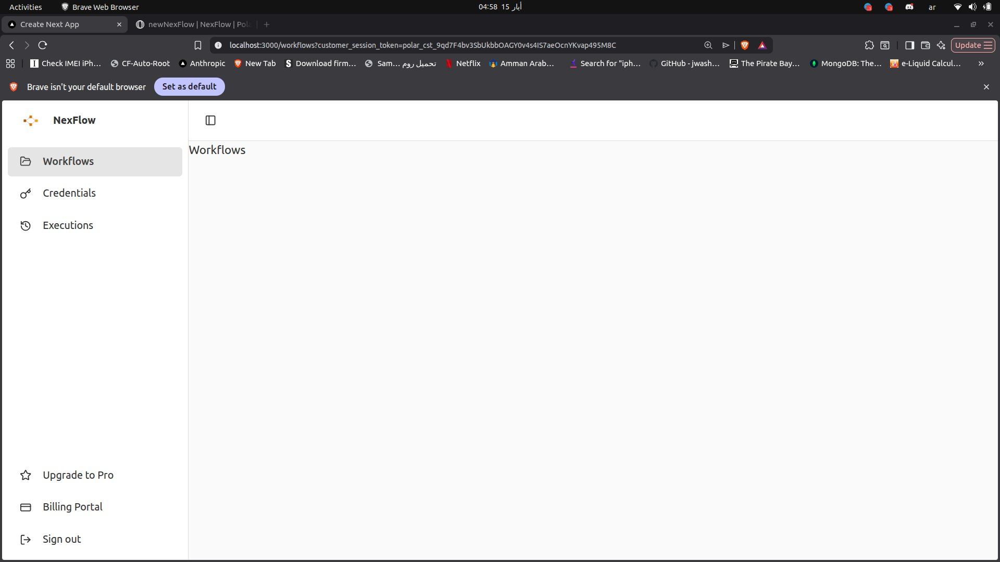 Activities
Brave Web Browser
أيار 15 04:58
ar
Create Next App
newNexFlow | NexFlow | Pola
localhost:3000/workflows?customer_session_token=polar_cst_9qd7F4bv3SbUkbbOAGY0v4s4IS7aeOcnYKvap495M8C
Update
Check IMEI iPh...
CF-Auto-Root
Anthropic
New Tab
Download firm...
Sam... تحميل روم
Netflix
Amman Arab...
Search for "iph...
GitHub - jwash...
The Pirate Bay...
MongoDB: The...
e-Liquid Calcul...
Brave isn't your default browser
Set as default
NexFlow
Workflows
Credentials
Executions
Upgrade to Pro
Billing Portal
Sign out
Workflows